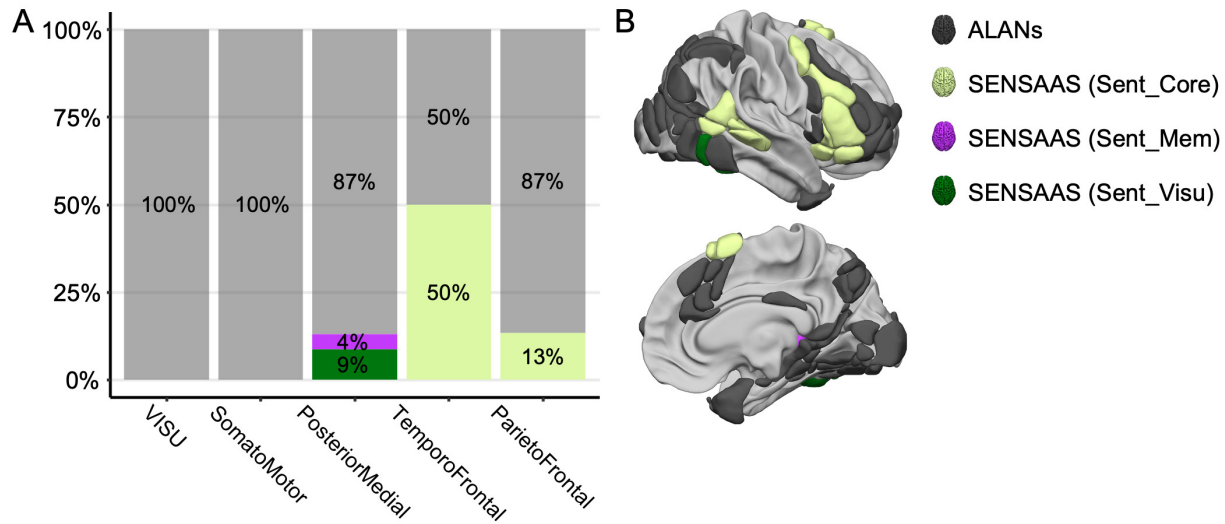 A
100%
75%
50%
25%
0%
100%
100%
87%
4%
9%
50%
50%
87%
13%
VISU
SomatoMotor
PosteriorMedial
TemporoFrontal
ParietoFrontal
B
ALANs
SENSAAS (Sent_Core)
SENSAAS (Sent_Mem)
SENSAAS (Sent_Visu)